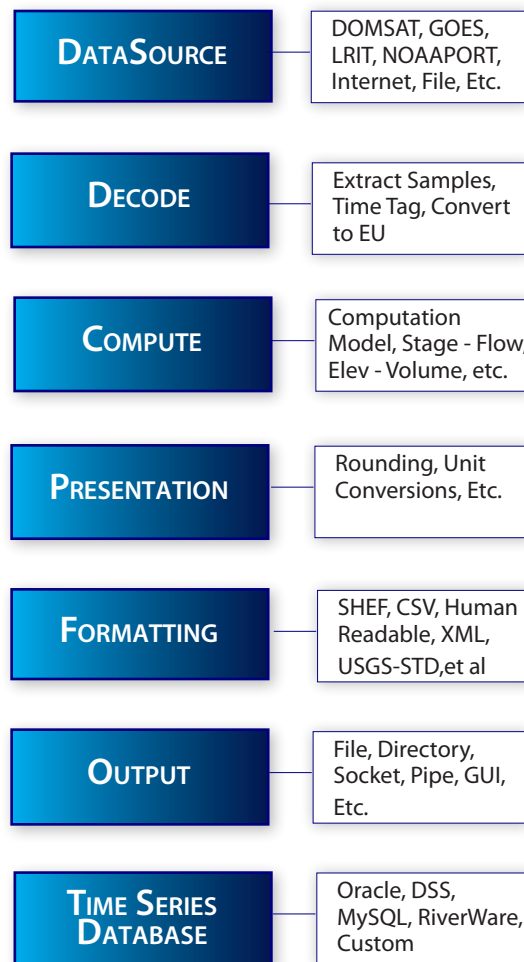 DATASOURCE
DOMSAT, GOES,
LRIT, NOAAPORT,
Internet, File, Etc.
DECODE
Extract Samples,
Time Tag, Convert
to EU
COMPUTE
Computation
Model, Stage - Flow,
Elev - Volume, etc.
PRESENTATION
Rounding, Unit
Conversions, Etc.
FORMATTING
SHEF, CSV, Human
Readable, XML,
USGS-STD,et al
OUTPUT
File, Directory,
Socket, Pipe, GUI,
Etc.
TIME SERIES
DATABASE
Oracle, DSS,
MySQL, RiverWare,
Custom